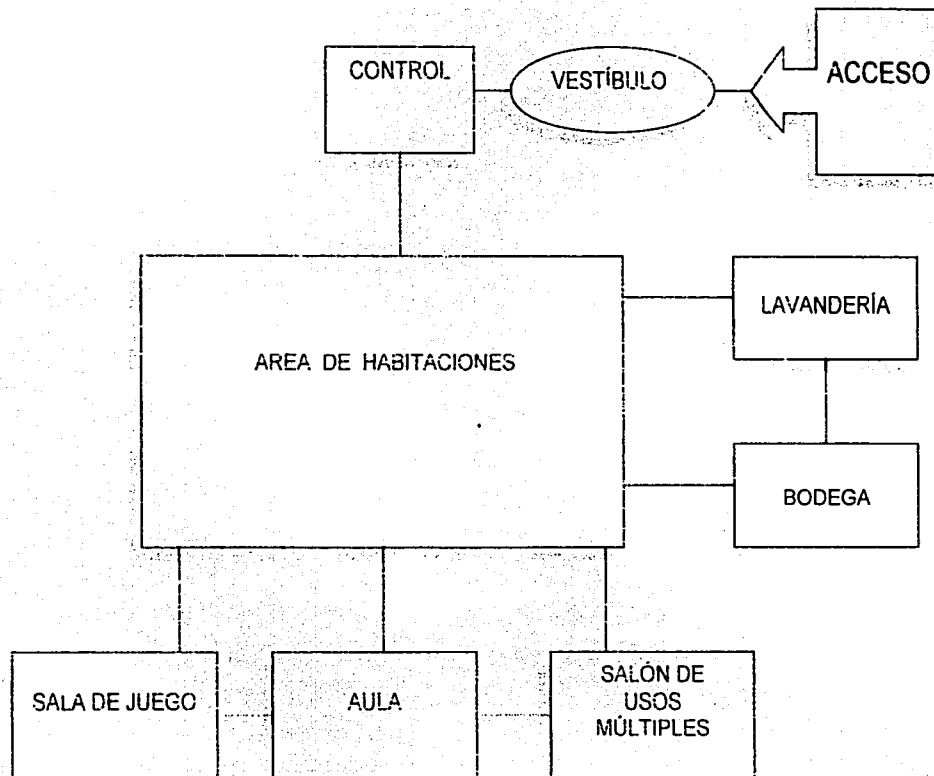 CONTROL
VESTÍBULO
ACCESO
AREA DE HABITACIONES
LAVANDERÍA
BODEGA
SALA DE JUEGO
AULA
SALÓN DE
USOS
MÚLTIPLES